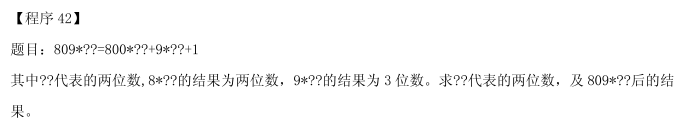 【程序 42】
题目：809*??=800*??+9*??+1
其中??代表的两位数,8*??的结果为两位数，9*??的结果为 3 位数。求??代表的两位数，及 809*??后的结
果。